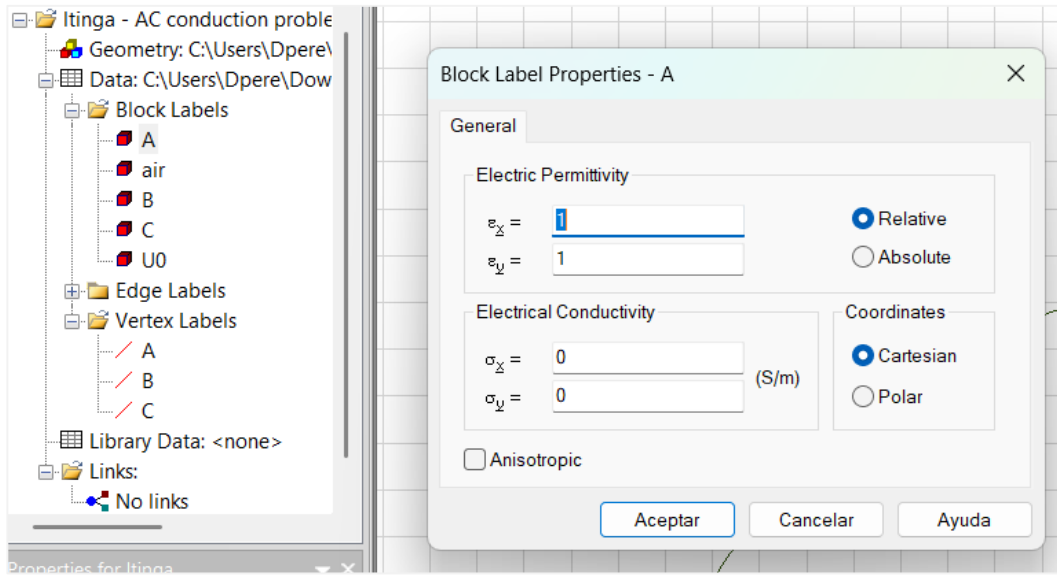 Itinga - AC conduction proble
Geometry: C:\Users\Dpere\
Data: C:\Users\Dpere\Dow
Block Labels
A
air
B
C
U0
Edge Labels
Vertex Labels
A
B
C
Library Data: <none>
Links:
No links
Properties for Itinga
Block Label Properties - A
General
Electric Permittivity
εx = 1
εy = 1
Relative
Absolute
Electrical Conductivity
σx = 0
σy = 0
(S/m)
Coordinates
Cartesian
Polar
Anisotropic
Aceptar Cancelar Ayuda